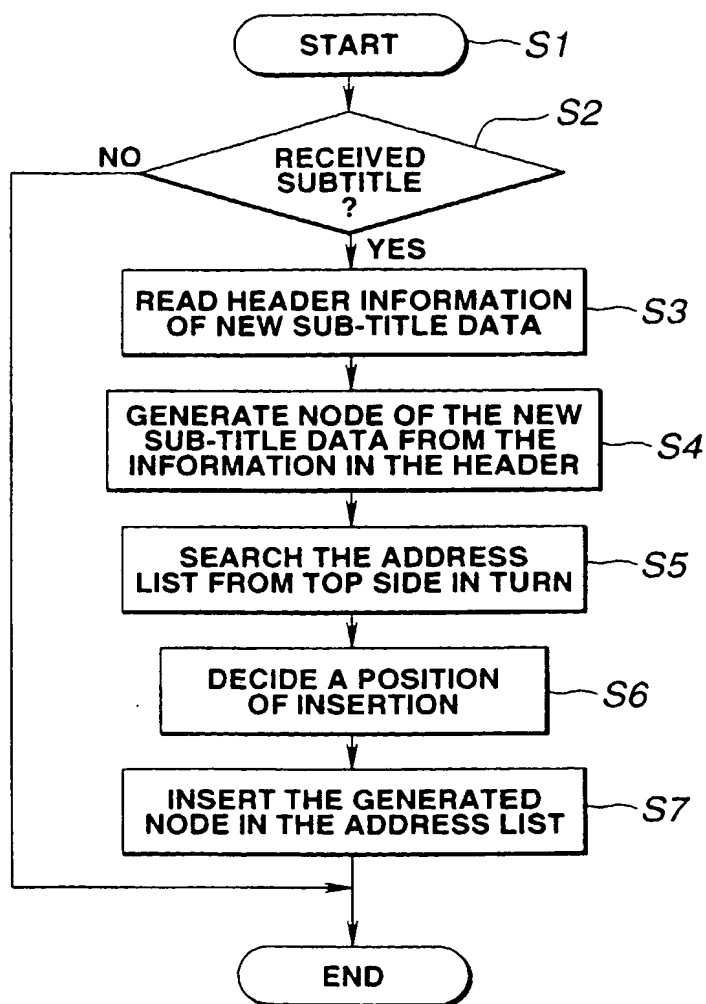 START
S1
S2
NO
RECEIVED
SUBTITLE
?
YES
READ HEADER INFORMATION
OF NEW SUB-TITLE DATA
S3
GENERATE NODE OF THE NEW
SUB-TITLE DATA FROM THE
INFORMATION IN THE HEADER
S4
SEARCH THE ADDRESS
LIST FROM TOP SIDE IN TURN
S5
DECIDE A POSITION
OF INSERTION
S6
INSERT THE GENERATED
NODE IN THE ADDRESS LIST
S7
END